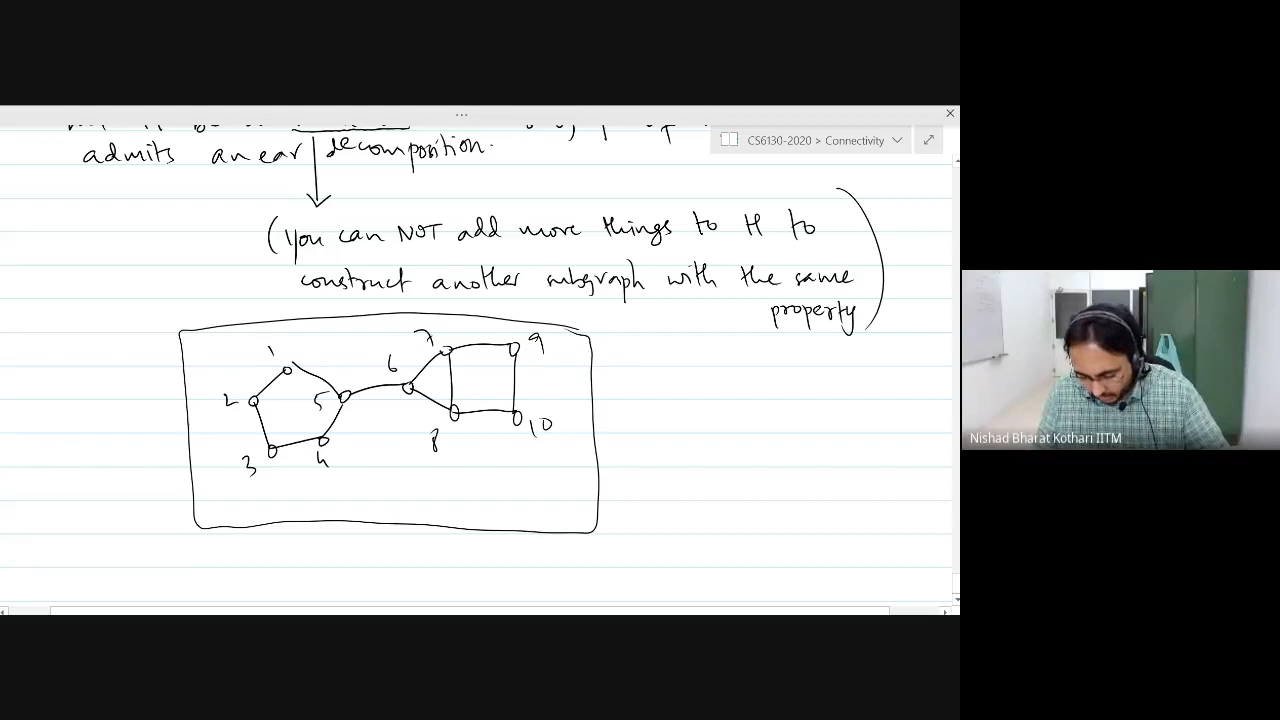 CS6130-2020 > Connectivity
admits an ear decomposition.
(you can NOT add more things to H to
construct another subgraph with the same
property)
1
2
3
4
5
6
7
8
9
10
Nishad Bharat Kothari IITM